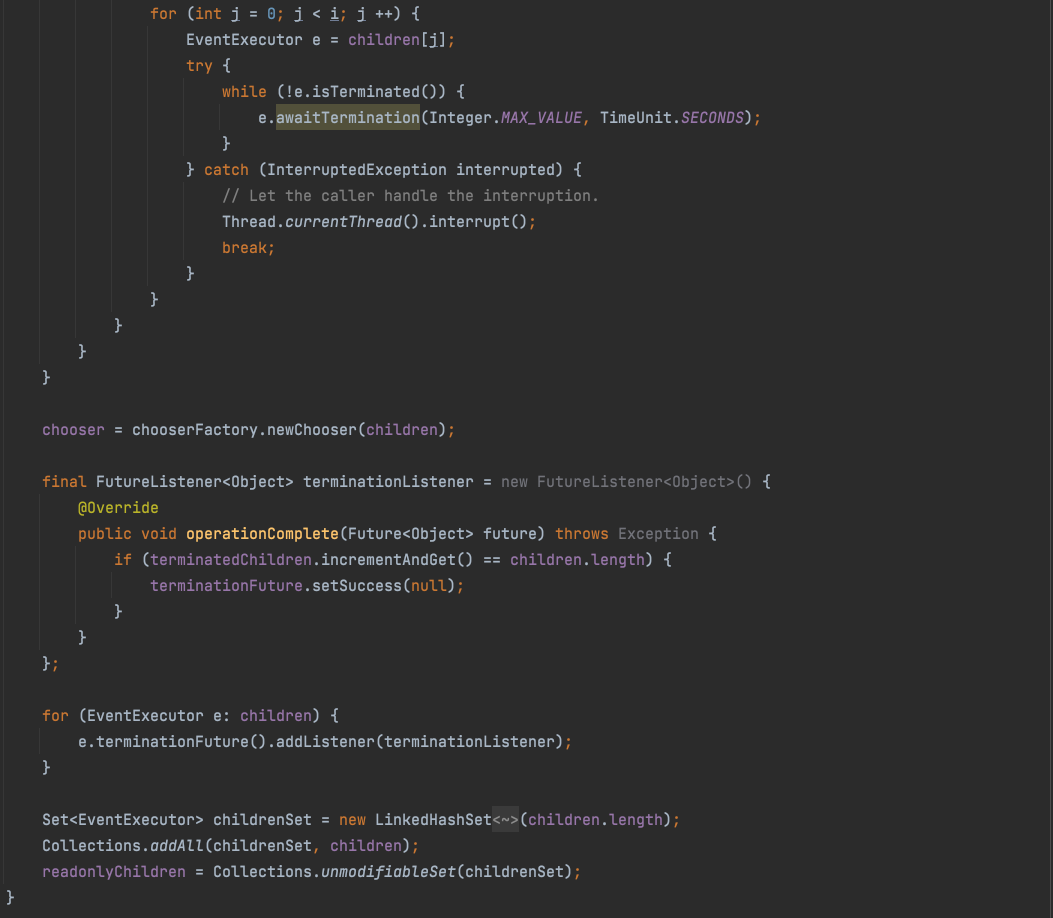 for (int j = 0; j < i; j ++) {
EventExecutor e = children[j];
try {
while (!e.isTerminated()) {
e.awaitTermination(Integer.MAX_VALUE, TimeUnit.SECONDS);
}
} catch (InterruptedException interrupted) {
// Let the caller handle the interruption.
Thread.currentThread().interrupt();
break;
}
}
}
}
}
chooser = chooserFactory.newChooser(children);
final FutureListener<Object> terminationListener = new FutureListener<Object>() {
@Override
public void operationComplete(Future<Object> future) throws Exception {
if (terminatedChildren.incrementAndGet() == children.length) {
terminationFuture.setSuccess(null);
}
}
};
for (EventExecutor e: children) {
e.terminationFuture().addListener(terminationListener);
}
Set<EventExecutor> childrenSet = new LinkedHashSet<~>(children.length);
Collections.addAll(childrenSet, children);
readonlyChildren = Collections.unmodifiableSet(childrenSet);
}